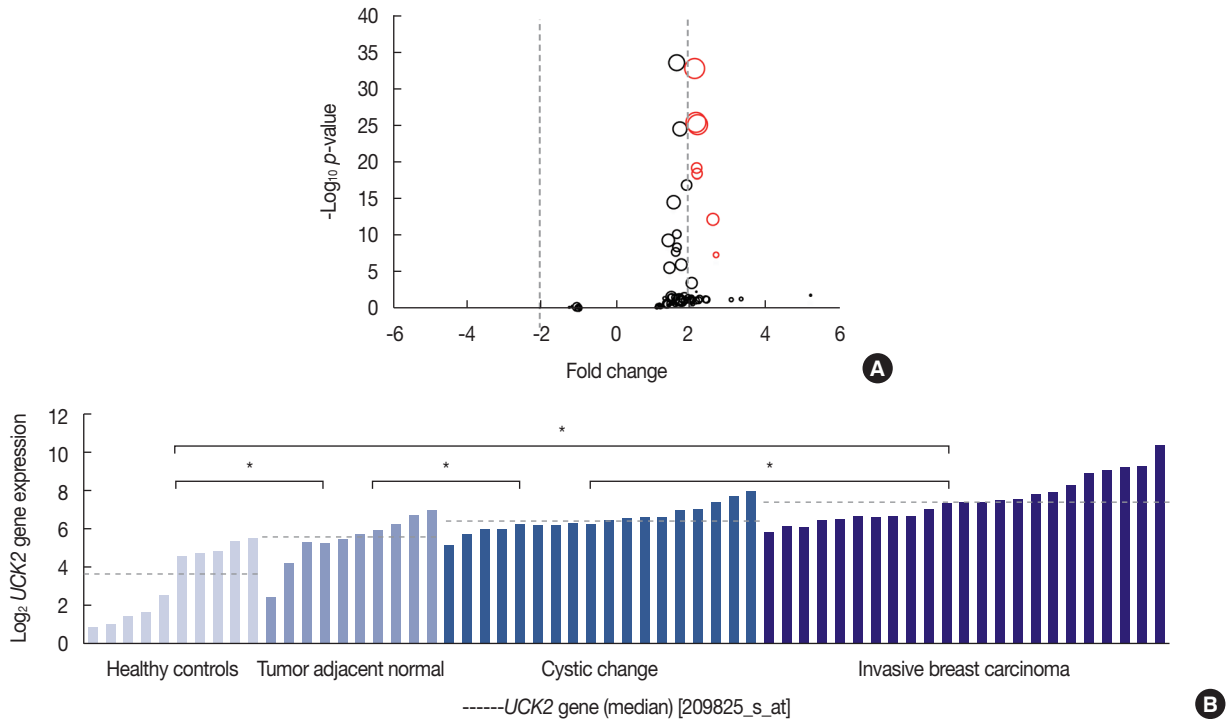 40
35
30
25
20
15
10
5
0
-Log10 p-value
-6 -4 -2 0 2 4 6
Fold change
A
12
10
8
6
4
2
0
Log2 UCK2 gene expression
*
* * *
Healthy controls Tumor adjacent normal Cystic change Invasive breast carcinoma
------UCK2 gene (median) [209825_s_at]
B